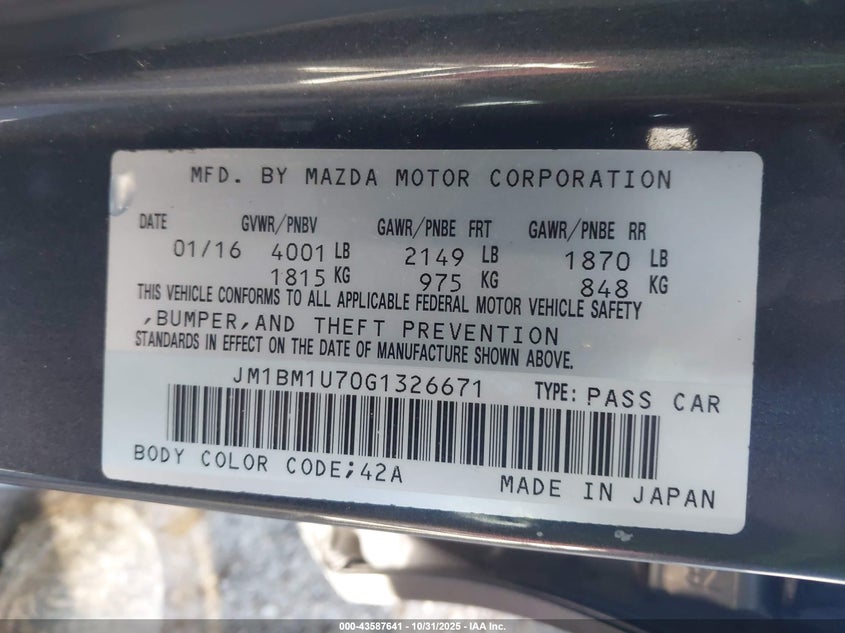 MFD. BY MAZDA MOTOR CORPORATION
DATE GVWR/PNBV GAWR/PNBE FRT GAWR/PNBE RR
01/16 4001 LB 2149 LB 1870 LB
1815 KG 975 KG 848 KG
THIS VEHICLE CONFORMS TO ALL APPLICABLE FEDERAL MOTOR VEHICLE SAFETY
,BUMPER,AND THEFT PREVENTION
STANDARDS IN EFFECT ON THE DATE OF MANUFACTURE SHOWN ABOVE.
JM1BM1U70G1326671 TYPE: PASS CAR
BODY COLOR CODE;42A
MADE IN JAPAN
000-43587641 - 10/31/2025 - IAA Inc.